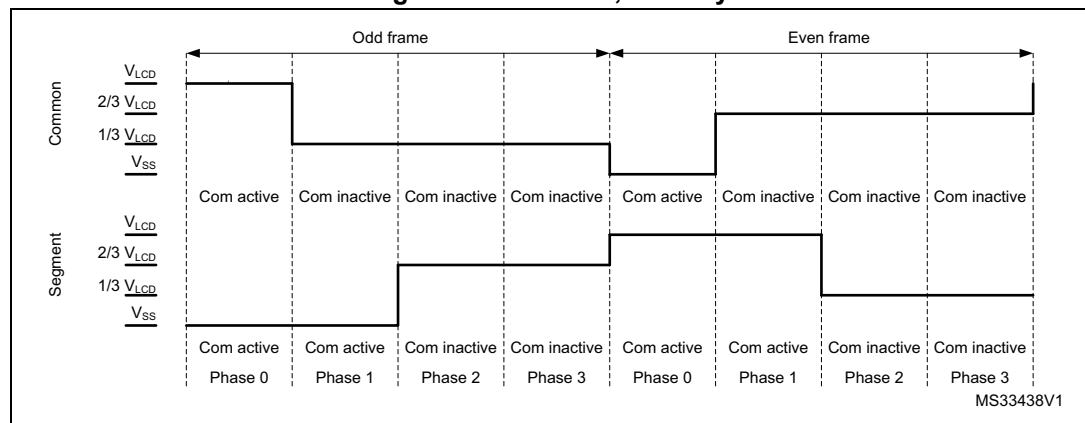 Odd frame Even frame
Common
VLCD
2/3 VLCD
1/3 VLCD
VSS
Com active Com inactive Com inactive Com inactive Com active Com inactive Com inactive Com inactive
Segment
VLCD
2/3 VLCD
1/3 VLCD
VSS
Com active Com active Com inactive Com inactive Com active Com active Com inactive Com inactive
Phase 0 Phase 1 Phase 2 Phase 3 Phase 0 Phase 1 Phase 2 Phase 3
MS33438V1